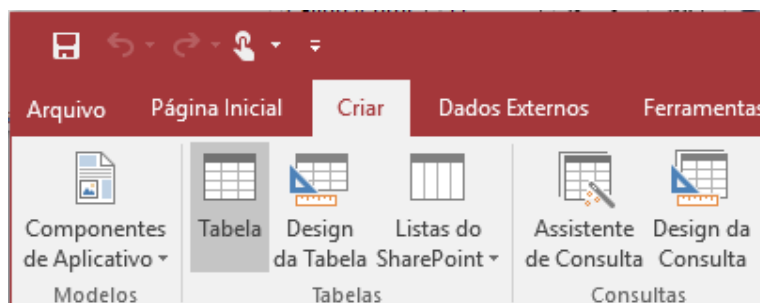 Arquivo Página Inicial Criar Dados Externos Ferramentas
Componentes de Aplicativo
Tabela
Design da Tabela
Listas do SharePoint
Assistente de Consulta
Design da Consulta
Modelos Tabelas Consultas